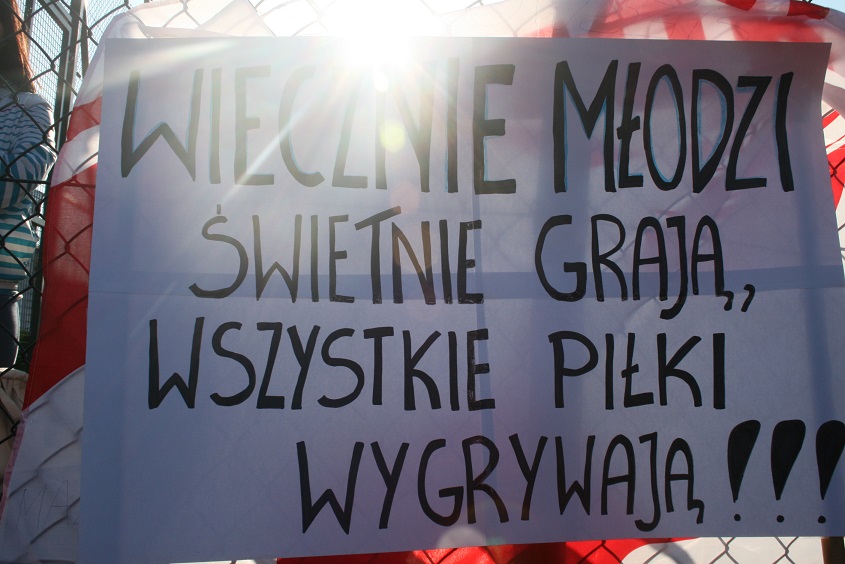 WIECZNIE MŁODZI
ŚWIETNIE GRAJĄ,
WSZYSTKIE PIŁKI
WYGRYWAJĄ!!!